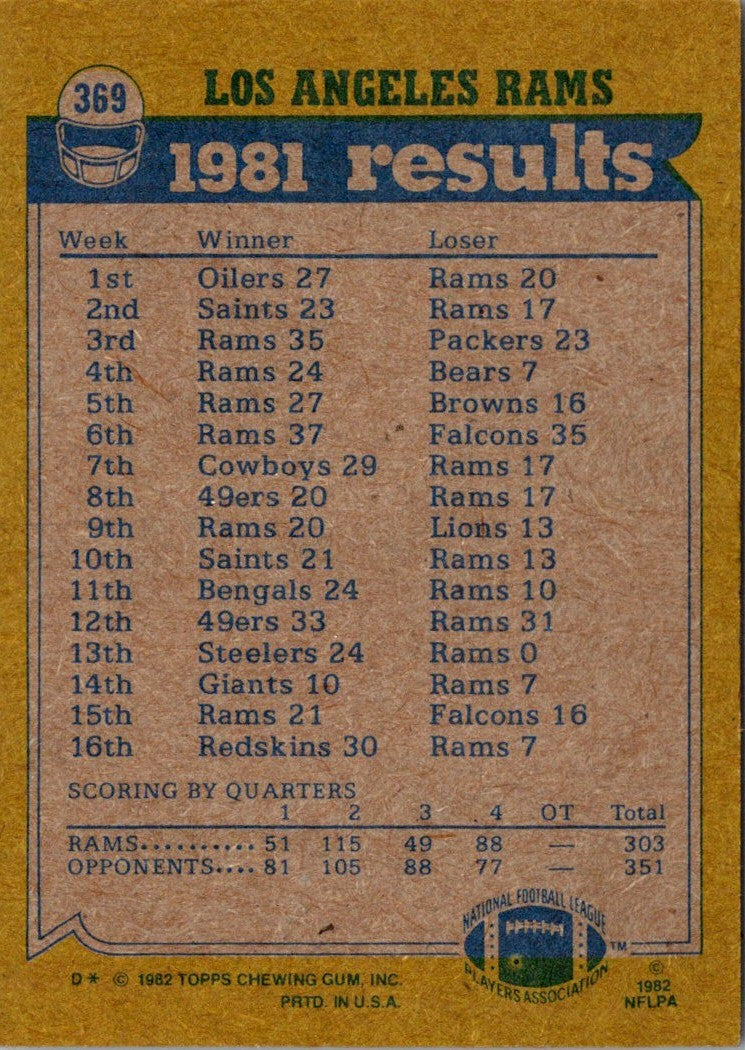 369
LOS ANGELES RAMS
1981 results
Week Winner Loser
1st Oilers 27 Rams 20
2nd Saints 23 Rams 17
3rd Rams 35 Packers 23
4th Rams 24 Bears 7
5th Rams 27 Browns 16
6th Rams 37 Falcons 35
7th Cowboys 29 Rams 17
8th 49ers 20 Rams 17
9th Rams 20 Lions 13
10th Saints 21 Rams 13
11th Bengals 24 Rams 10
12th 49ers 33 Rams 31
13th Steelers 24 Rams 0
14th Giants 10 Rams 7
15th Rams 21 Falcons 16
16th Redskins 30 Rams 7
SCORING BY QUARTERS
1 2 3 4 OT Total
RAMS.......... 51 115 49 88 — 303
OPPONENTS.... 81 105 88 77 — 351
NATIONAL FOOTBALL LEAGUE
PLAYERS ASSOCIATION
TM
D * © 1982 TOPPS CHEWING GUM, INC.
PRTD. IN U.S.A.
©
1982
NFLPA